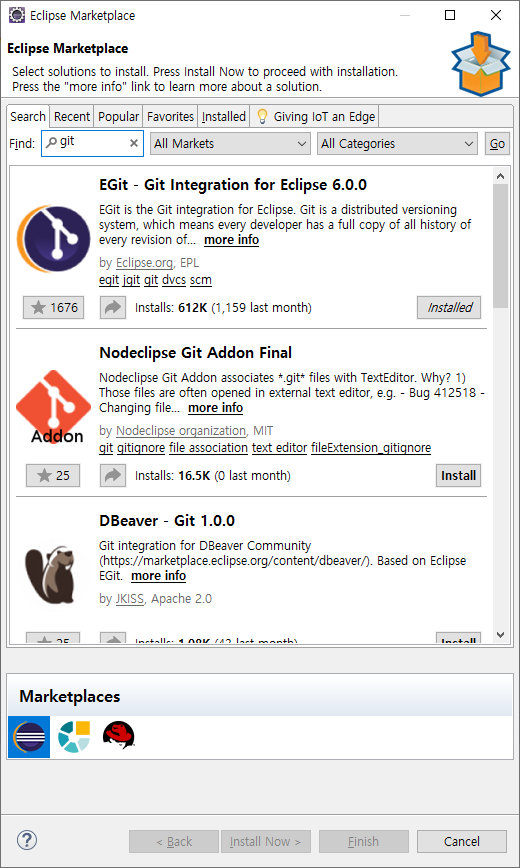 Eclipse Marketplace
Eclipse Marketplace
Select solutions to install. Press Install Now to proceed with installation.
Press the "more info" link to learn more about a solution.
Search Recent Popular Favorites Installed Giving IoT an Edge
Find: git All Markets All Categories Go
EGit - Git Integration for Eclipse 6.0.0
EGit is the Git integration for Eclipse. Git is a distributed versioning
system, which means every developer has a full copy of all history of
every revision of... more info
by Eclipse.org, EPL
egit jgit git dvcs scm
1676 Installs: 612K (1,159 last month) Installed
Nodeclipse Git Addon Final
Nodeclipse Git Addon associates *.git* files with TextEditor. Why? 1)
Those files are often opened in external text editor, e.g. - Bug 412518 -
Changing file... more info
Addon
by Nodeclipse organization, MIT
git gitignore file association text editor fileExtension_gitignore
25 Installs: 16.5K (0 last month) Install
DBeaver - Git 1.0.0
Git integration for DBeaver Community
(https://marketplace.eclipse.org/content/dbeaver/). Based on Eclipse
EGit. more info
by JKISS, Apache 2.0
25 Installs: 1.08K (42 last month) Install
Marketplaces
? < Back Install Now > Finish Cancel